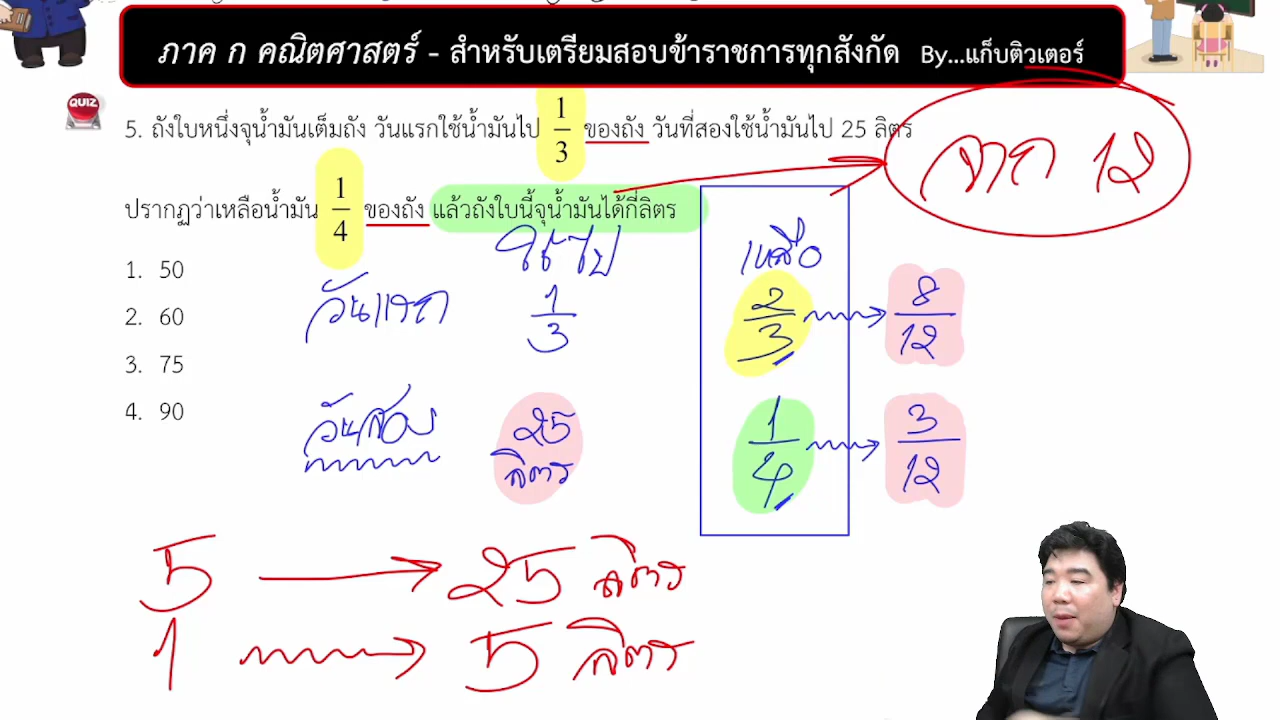 ภาค ก คณิตศาสตร์ - สำหรับเตรียมสอบข้าราชการทุกสังกัด By...แก็บติวเตอร์
QUIZ
5. ถังใบหนึ่งจุน้ำมันเต็มถัง วันแรกใช้น้ำมันไป 1/3 ของถัง วันที่สองใช้น้ำมันไป 25 ลิตร
จาก 12
ปรากฏว่าเหลือน้ำมัน 1/4 ของถัง แล้วถังใบนี้จุน้ำมันได้กี่ลิตร
ใช้ไป เหลือ
1. 50
2. 60
3. 75
4. 90
วันแรก 1/3 2/3 8/12
วันสอง 25 ลิตร 1/4 3/12
5 → 25 ลิตร
1 → 5 ลิตร